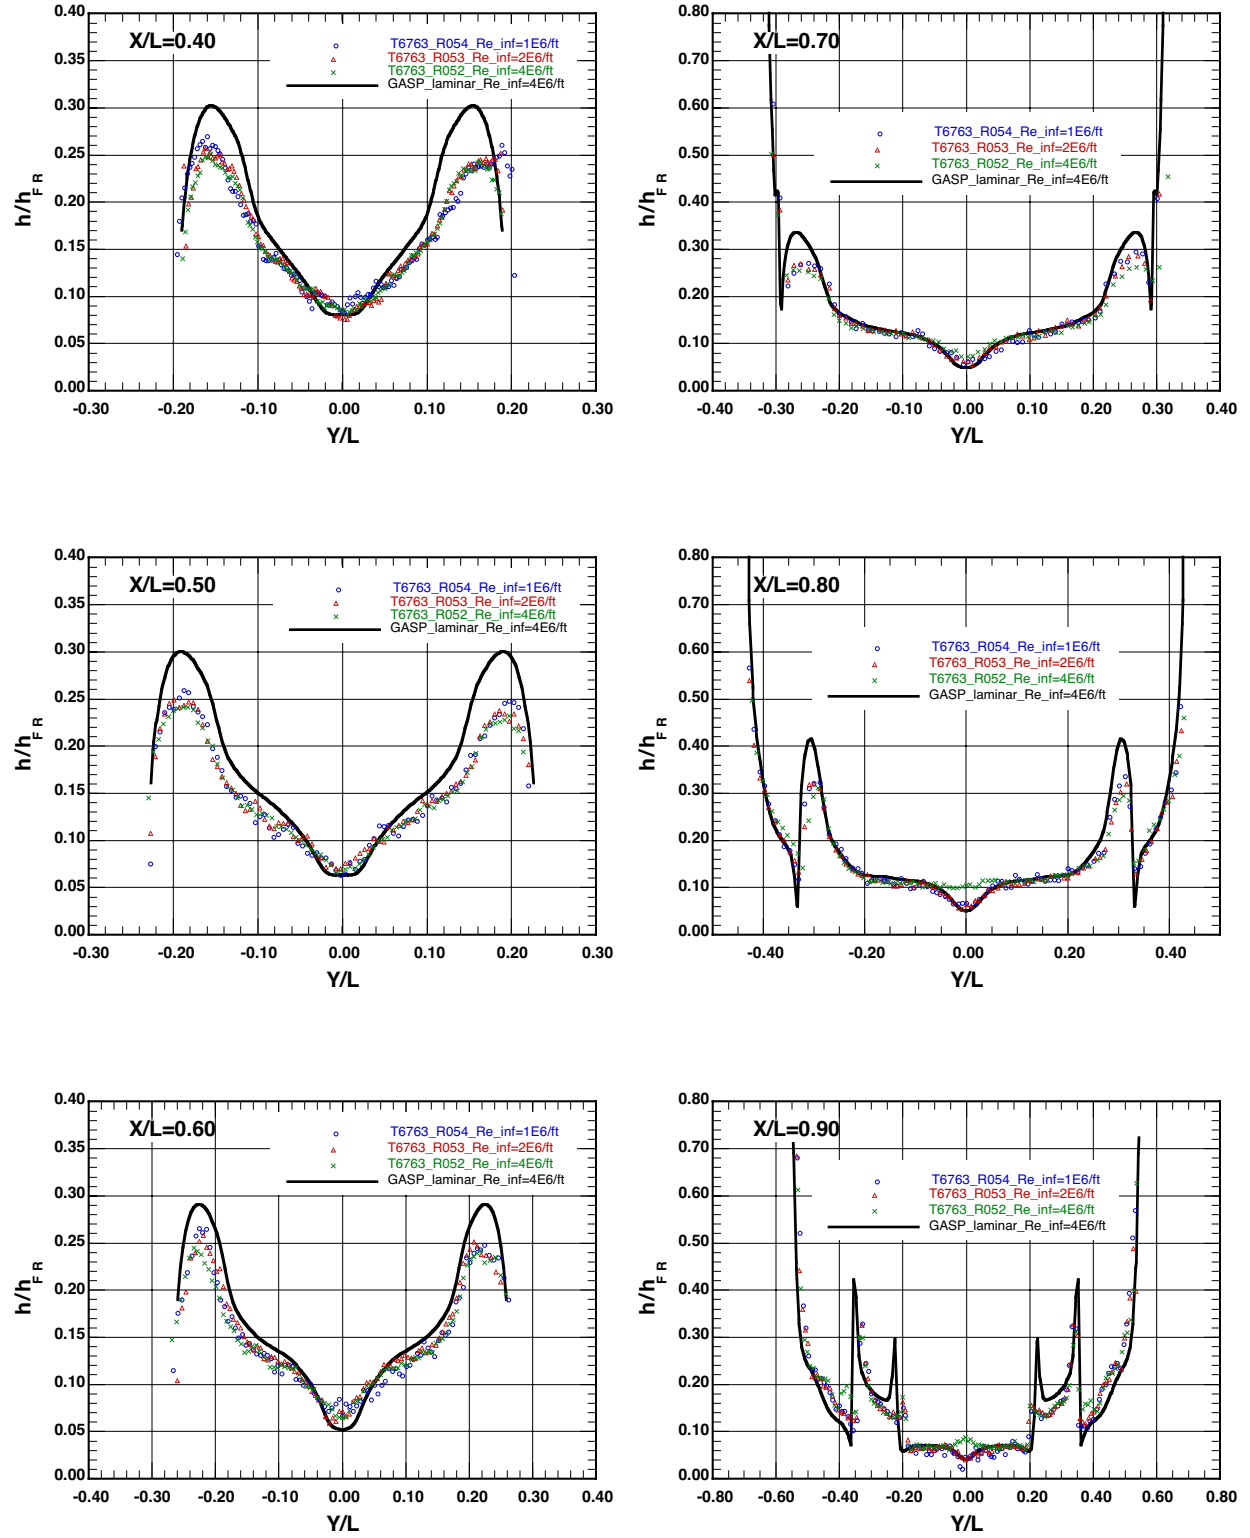 X/L=0.40
T6763_R054_Re_inf=1E6/ft
T6763_R053_Re_inf=2E6/ft
T6763_R052_Re_inf=4E6/ft
GASP_laminar_Re_inf=4E6/ft
0.40
0.35
0.30
0.25
0.20
0.15
0.10
0.05
0.00
h/hFR
-0.30 -0.20 -0.10 0.00 0.10 0.20 0.30
Y/L
X/L=0.70
T6763_R054_Re_inf=1E6/ft
T6763_R053_Re_inf=2E6/ft
T6763_R052_Re_inf=4E6/ft
GASP_laminar_Re_inf=4E6/ft
0.80
0.70
0.60
0.50
0.40
0.30
0.20
0.10
0.00
h/hFR
-0.40 -0.30 -0.20 -0.10 0.00 0.10 0.20 0.30 0.40
Y/L
X/L=0.50
T6763_R054_Re_inf=1E6/ft
T6763_R053_Re_inf=2E6/ft
T6763_R052_Re_inf=4E6/ft
GASP_laminar_Re_inf=4E6/ft
0.40
0.35
0.30
0.25
0.20
0.15
0.10
0.05
0.00
h/hFR
-0.30 -0.20 -0.10 0.00 0.10 0.20 0.30
Y/L
X/L=0.80
T6763_R054_Re_inf=1E6/ft
T6763_R053_Re_inf=2E6/ft
T6763_R052_Re_inf=4E6/ft
GASP_laminar_Re_inf=4E6/ft
0.80
0.70
0.60
0.50
0.40
0.30
0.20
0.10
0.00
h/hFR
-0.40 -0.20 0.00 0.20 0.40
Y/L
X/L=0.60
T6763_R054_Re_inf=1E6/ft
T6763_R053_Re_inf=2E6/ft
T6763_R052_Re_inf=4E6/ft
GASP_laminar_Re_inf=4E6/ft
0.40
0.35
0.30
0.25
0.20
0.15
0.10
0.05
0.00
h/hFR
-0.40 -0.30 -0.20 -0.10 0.00 0.10 0.20 0.30 0.40
Y/L
X/L=0.90
T6763_R054_Re_inf=1E6/ft
T6763_R053_Re_inf=2E6/ft
T6763_R052_Re_inf=4E6/ft
GASP_laminar_Re_inf=4E6/ft
0.80
0.70
0.60
0.50
0.40
0.30
0.20
0.10
0.00
h/hFR
-0.80 -0.60 -0.40 -0.20 0.00 0.20 0.40 0.60 0.80
Y/L